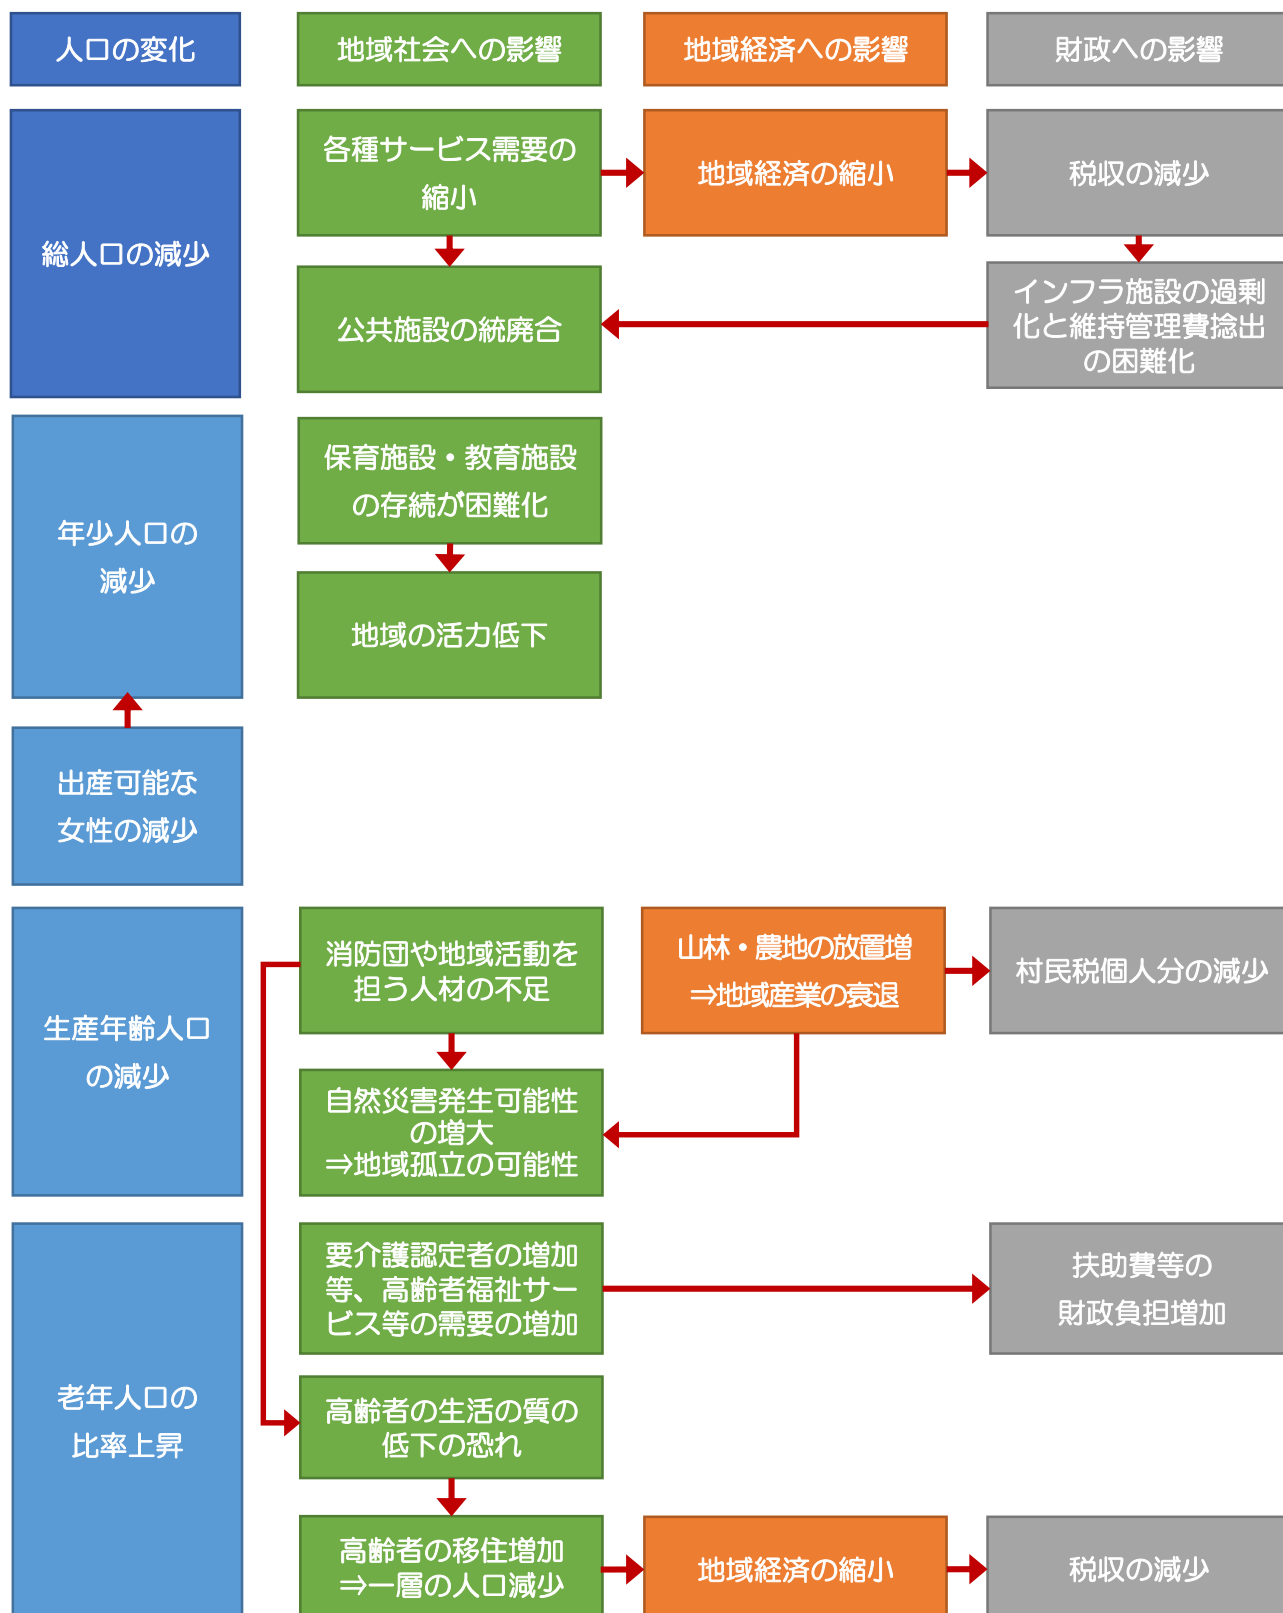 人口の変化
地域社会への影響
地域経済への影響
財政への影響
総人口の減少
各種サービス需要の
縮小
地域経済の縮小
税収の減少
公共施設の統廃合
インフラ施設の過剰
化と維持管理費捻出
の困難化
年少人口の
減少
保育施設・教育施設
の存続が困難化
地域の活力低下
出産可能な
女性の減少
生産年齢人口
の減少
消防団や地域活動を
担う人材の不足
山林・農地の放置増
⇒地域産業の衰退
村民税個人分の減少
自然災害発生可能性
の増大
⇒地域孤立の可能性
老年人口の
比率上昇
要介護認定者の増加
等、高齢者福祉サー
ビス等の需要の増加
扶助費等の
財政負担増加
高齢者の生活の質の
低下の恐れ
高齢者の移住増加
⇒一層の人口減少
地域経済の縮小
税収の減少